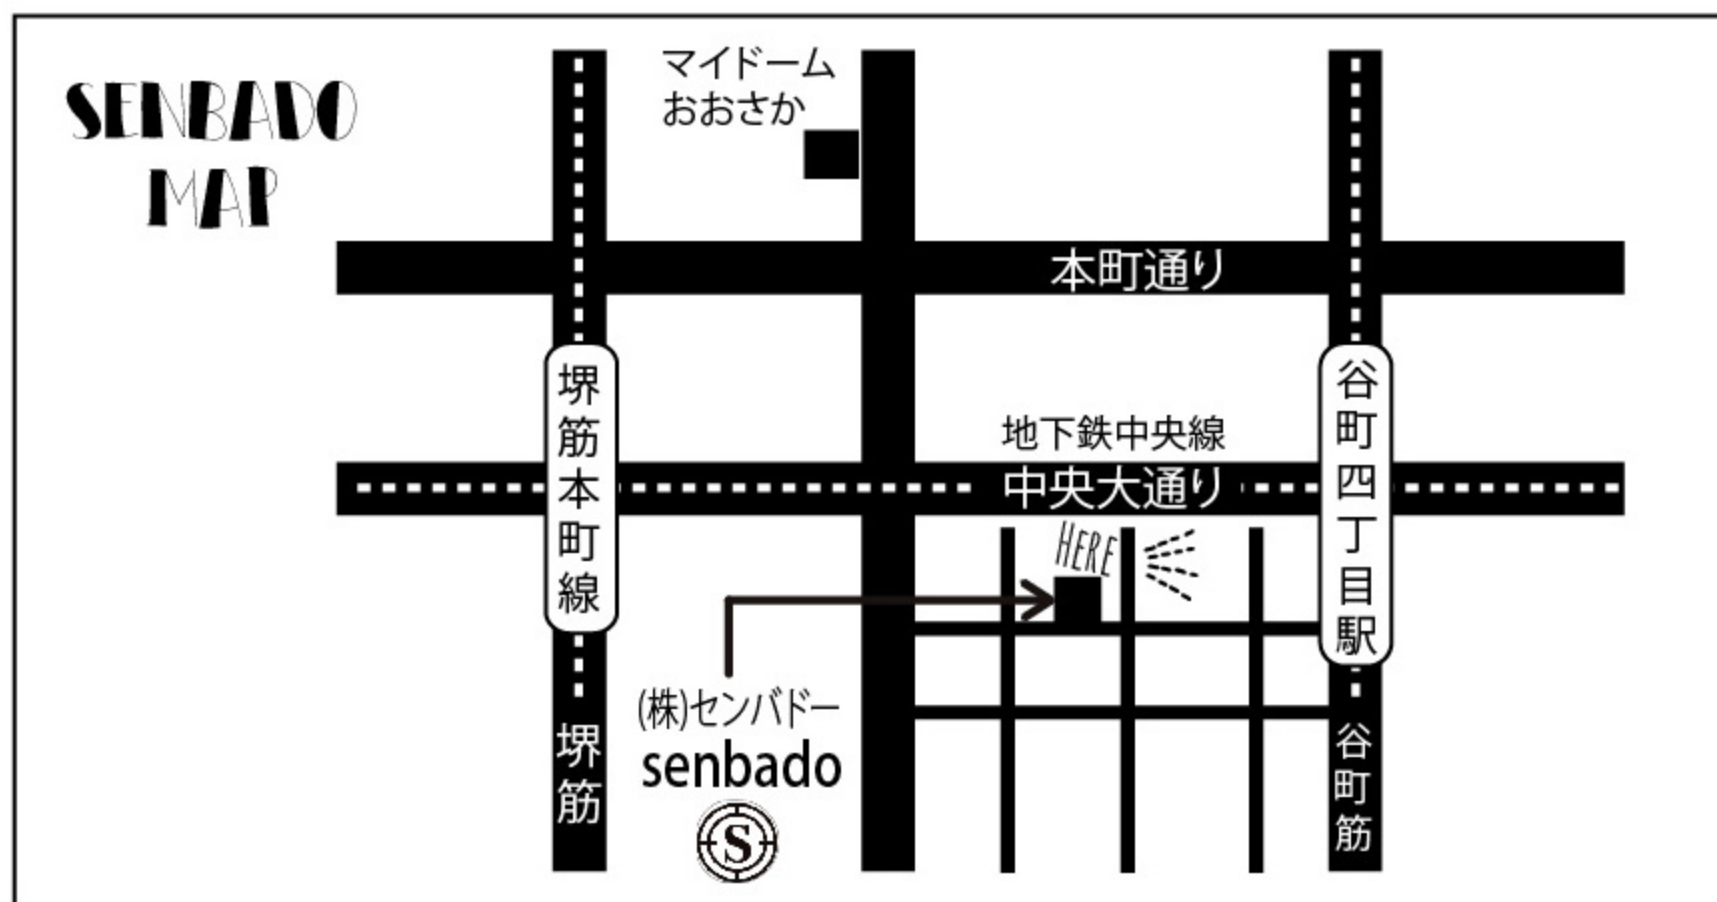 SENBADO
MAP
マイドーム
おおさか
本町通り
堺筋本町線
谷町四丁目駅
地下鉄中央線
中央大通り
HERE
(株)センバドー
senbado
S
堺筋
谷町筋